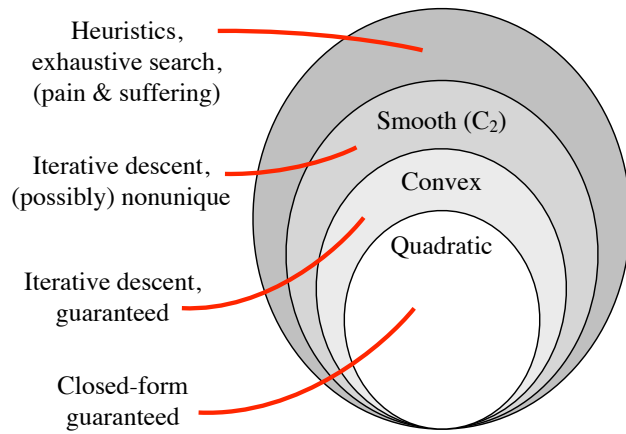 Heuristics,
exhaustive search,
(pain & suffering)
Smooth (C₂)
Iterative descent,
(possibly) nonunique
Convex
Quadratic
Iterative descent,
guaranteed
Closed-form
guaranteed